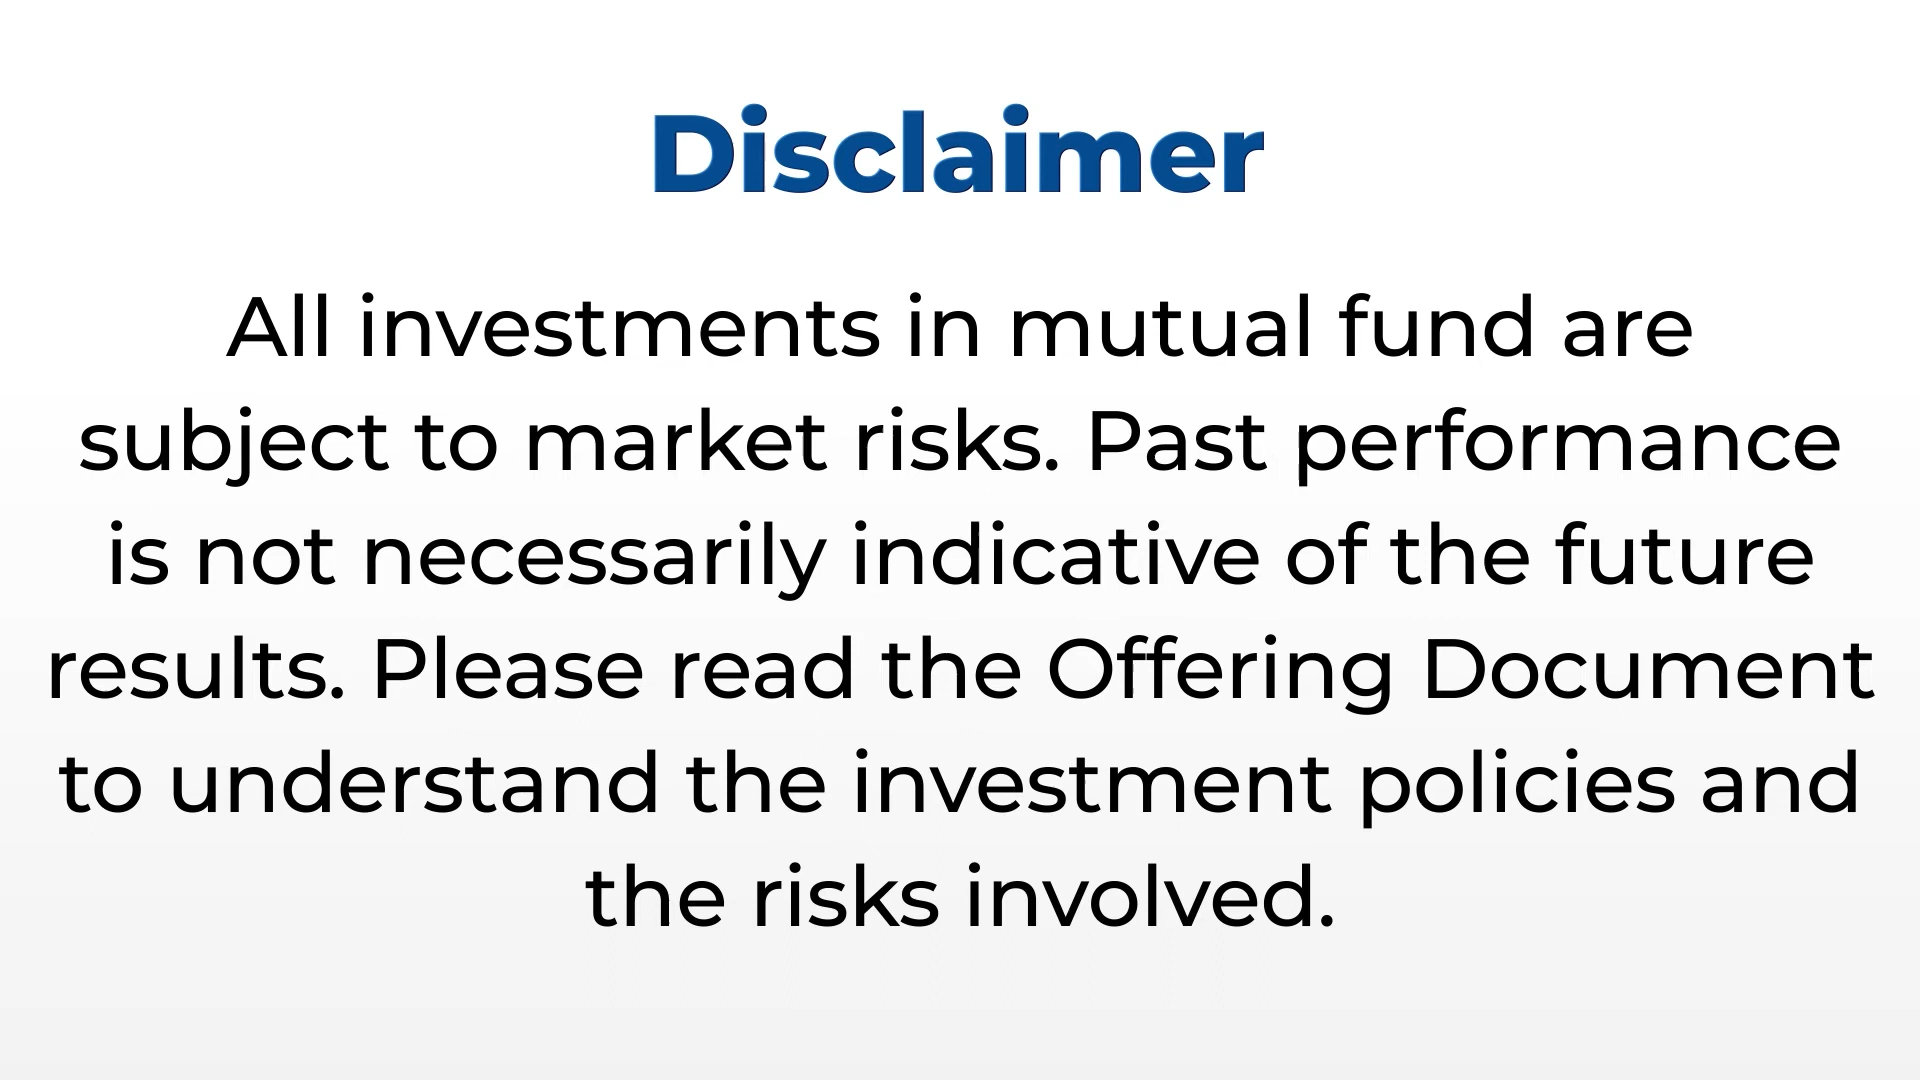 Disclaimer
All investments in mutual fund are
subject to market risks. Past performance
is not necessarily indicative of the future
results. Please read the Offering Document
to understand the investment policies and
the risks involved.